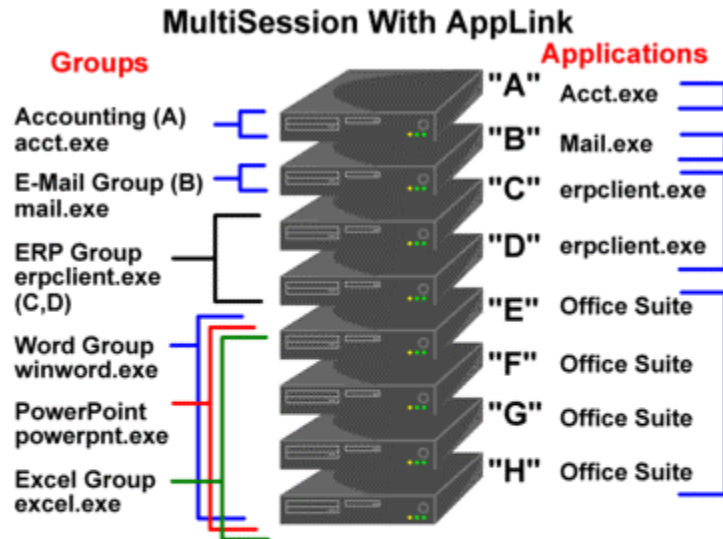 MultiSession With AppLink
Groups
Accounting (A)
acct.exe
E-Mail Group (B)
mail.exe
ERP Group
erpclient.exe
(C,D)
Word Group
winword.exe
PowerPoint
powerpnt.exe
Excel Group
excel.exe
Applications
"A" Acct.exe
"B" Mail.exe
"C" erpclient.exe
"D" erpclient.exe
"E" Office Suite
"F" Office Suite
"G" Office Suite
"H" Office Suite